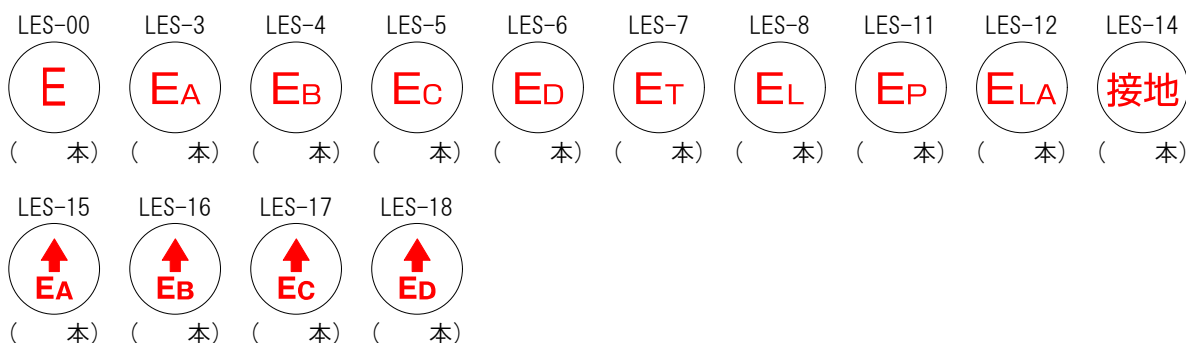 LES-00 LES-3 LES-4 LES-5 LES-6 LES-7 LES-8 LES-11 LES-12 LES-14
E EA EB EC ED ET EL EP ELA 接地
( 本) ( 本) ( 本) ( 本) ( 本) ( 本) ( 本) ( 本) ( 本) ( 本)
LES-15 LES-16 LES-17 LES-18
EA EB EC ED
( 本) ( 本) ( 本) ( 本)